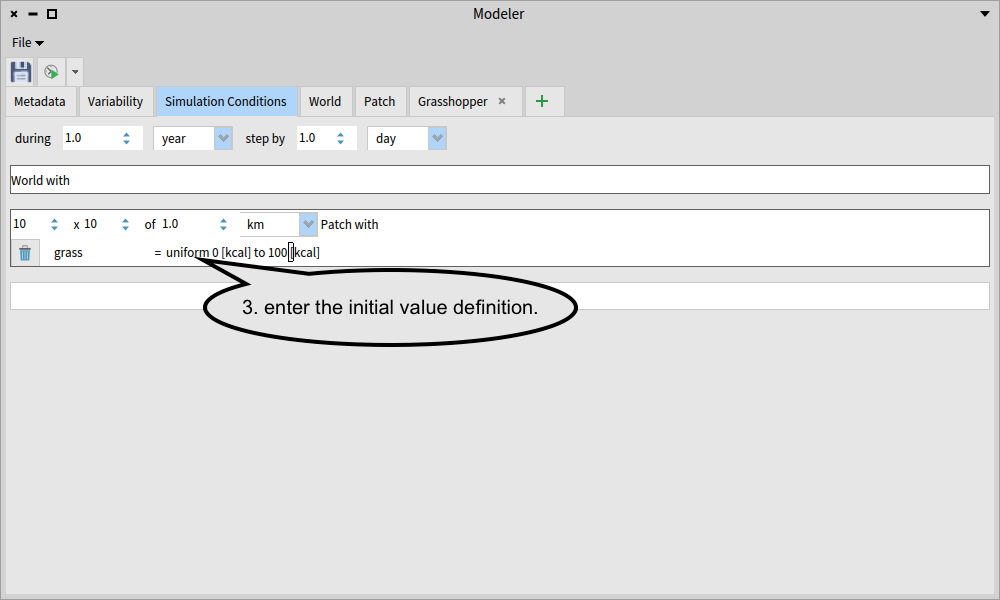 Modeler
File
Metadata Variability Simulation Conditions World Patch Grasshopper
during 1.0 year step by 1.0 day
World with
10 x 10 of 1.0 km Patch with
grass = uniform 0 [kcal] to 100 [kcal]
3. enter the initial value definition.